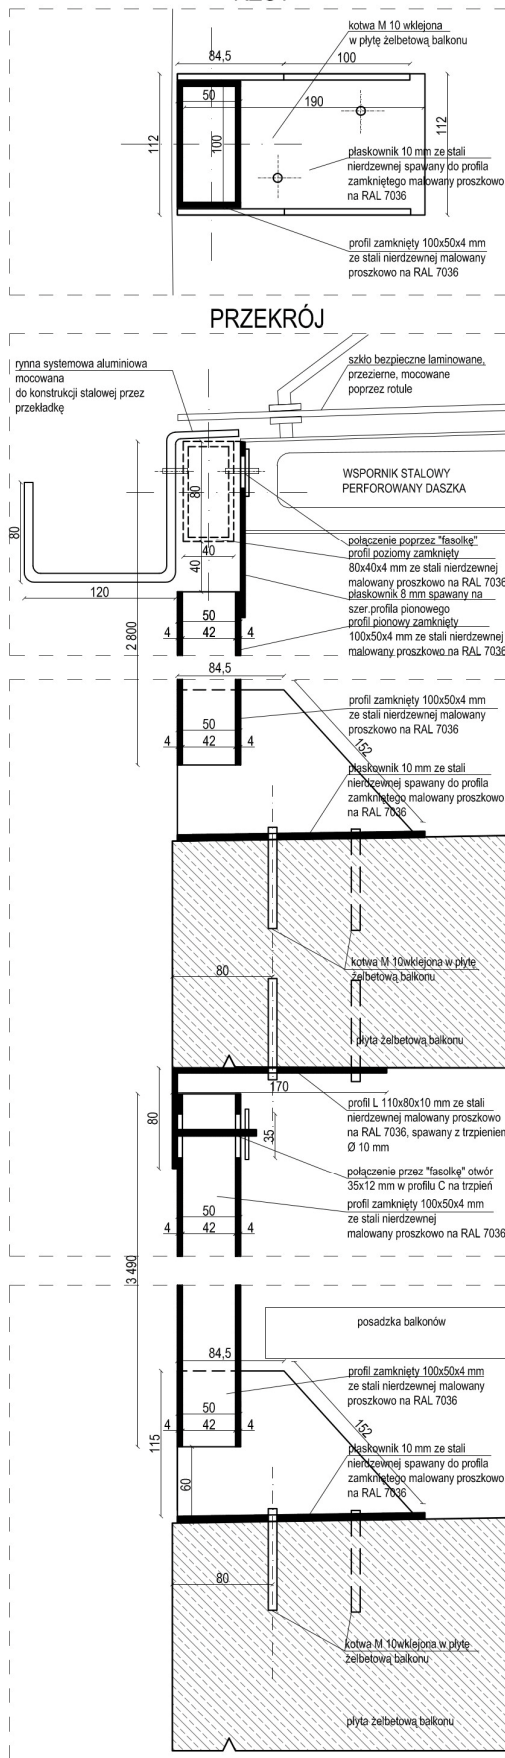 kotwa M 10 wklejona
w płytę żelbetową balkonu
84,5
100
50
190
112
100
112
płaskownik 10 mm ze stali
nierdzewnej spawany do profila
zamkniętego malowany proszkowo
na RAL 7036
profil zamknięty 100x50x4 mm
ze stali nierdzewnej malowany
proszkowo na RAL 7036
PRZEKRÓJ
rynna systemowa aluminiowa
mocowana
do konstrukcji stalowej przez
przekładkę
szkło bezpieczne laminowane,
przezierne, mocowane
poprzez rotule
WSPORNIK STALOWY
PERFOROWANY DASZKA
80
80
40
40
120
połączenie poprzez "fasolkę"
profil poziomy zamknięty
80x40x4 mm ze stali nierdzewnej
malowany proszkowo na RAL 7036
płaskownik 8 mm spawany na
szer.profila pionowego
profil pionowy zamknięty
100x50x4 mm ze stali nierdzewnej
malowany proszkowo na RAL 7036
50
4 42 4
2 800
84,5
profil zamknięty 100x50x4 mm
ze stali nierdzewnej malowany
proszkowo na RAL 7036
50
4 42 4
152
płaskownik 10 mm ze stali
nierdzewnej spawany do profila
zamkniętego malowany proszkowo
na RAL 7036
kotwa M 10wklejona w płytę
żelbetową balkonu
80
płyta żelbetową balkonu
170
80
35
profil L 110x80x10 mm ze stali
nierdzewnej malowany proszkowo
na RAL 7036, spawany z trzpieniem
Ø 10 mm
połączenie przez "fasolkę" otwór
35x12 mm w profilu C na trzpień
profil zamknięty 100x50x4 mm
ze stali nierdzewnej
malowany proszkowo na RAL 7036
50
4 42 4
3 490
posadzka balkonów
84,5
profil zamknięty 100x50x4 mm
ze stali nierdzewnej malowany
proszkowo na RAL 7036
50
4 42 4
152
115
60
płaskownik 10 mm ze stali
nierdzewnej spawany do profila
zamkniętego malowany proszkowo
na RAL 7036
80
kotwa M 10wklejona w płytę
żelbetową balkonu
płyta żelbetową balkonu